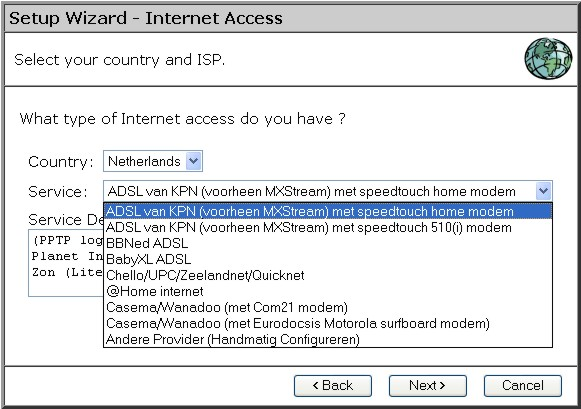 Setup Wizard - Internet Access
Select your country and ISP.
What type of Internet access do you have ?
Country: Netherlands
Service: ADSL van KPN (voorheen MXStream) met speedtouch home modem
ADSL van KPN (voorheen MXStream) met speedtouch home modem
ADSL van KPN (voorheen MXStream) met speedtouch 510(i) modem
BBNed ADSL
BabyXL ADSL
Chello/UPC/Zeelandnet/Quicknet
@Home internet
Casema/Wanadoo (met Com21 modem)
Casema/Wanadoo (met Eurodocsis Motorola surfboard modem)
Andere Provider (Handmatig Configureren)
Service De
(PPTP log
Planet In
Zon (Lite
< Back
Next >
Cancel